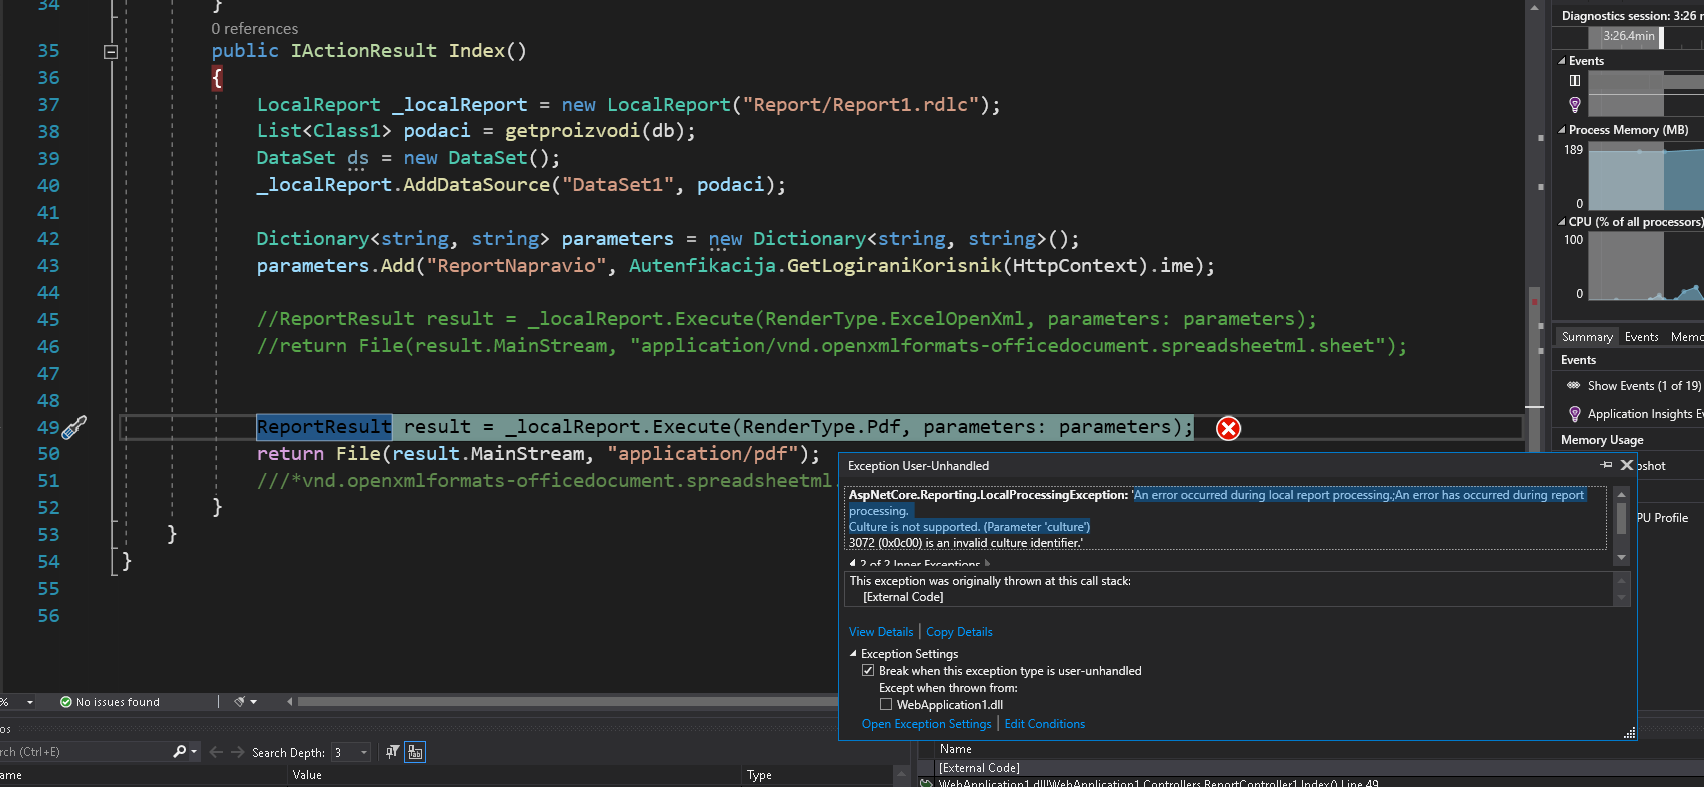 34
}
0 references
35 public IActionResult Index()
36 {
37 LocalReport _localReport = new LocalReport("Report/Report1.rdlc");
38 List<Class1> podaci = getproizvodi(db);
39 DataSet ds = new DataSet();
40 _localReport.AddDataSource("DataSet1", podaci);
41
42 Dictionary<string, string> parameters = new Dictionary<string, string>();
43 parameters.Add("ReportNapravio", Autenfikacija.GetLogiraniKorisnik(HttpContext).ime);
44
45 //ReportResult result = _localReport.Execute(RenderType.ExcelOpenXml, parameters: parameters);
46 //return File(result.MainStream, "application/vnd.openxmlformats-officedocument.spreadsheetml.sheet");
47
48
49 ReportResult result = _localReport.Execute(RenderType.Pdf, parameters: parameters);
50 return File(result.MainStream, "application/pdf");
51 ///*vnd.openxmlformats-officedocument.spreadsheetml.
52 }
53 }
54 }
55
56
Exception User-Unhandled
AspNetCore.Reporting.LocalProcessingException: 'An error occurred during local report processing.;An error has occurred during report
processing.
Culture is not supported. (Parameter 'culture')
3072 (0x0c00) is an invalid culture identifier.'
2 of 2 Inner Exceptions
This exception was originally thrown at this call stack:
[External Code]
View Details | Copy Details
Exception Settings
Break when this exception type is user-unhandled
Except when thrown from:
WebApplication1.dll
Open Exception Settings | Edit Conditions
Diagnostics session: 3:26
3:26.4min
Events
Process Memory (MB)
189
0
CPU (% of all processors)
100
0
Summary Events Memo
Events
Show Events (1 of 19)
Application Insights Ev
Memory Usage
pshot
PU Profile
% No issues found
os
rch (Ctrl+E) Search Depth: 3
ame Value Type
Name
[External Code]
WebApplication1.dll!WebApplication1.Controllers.ReportController1.Index() Line 49